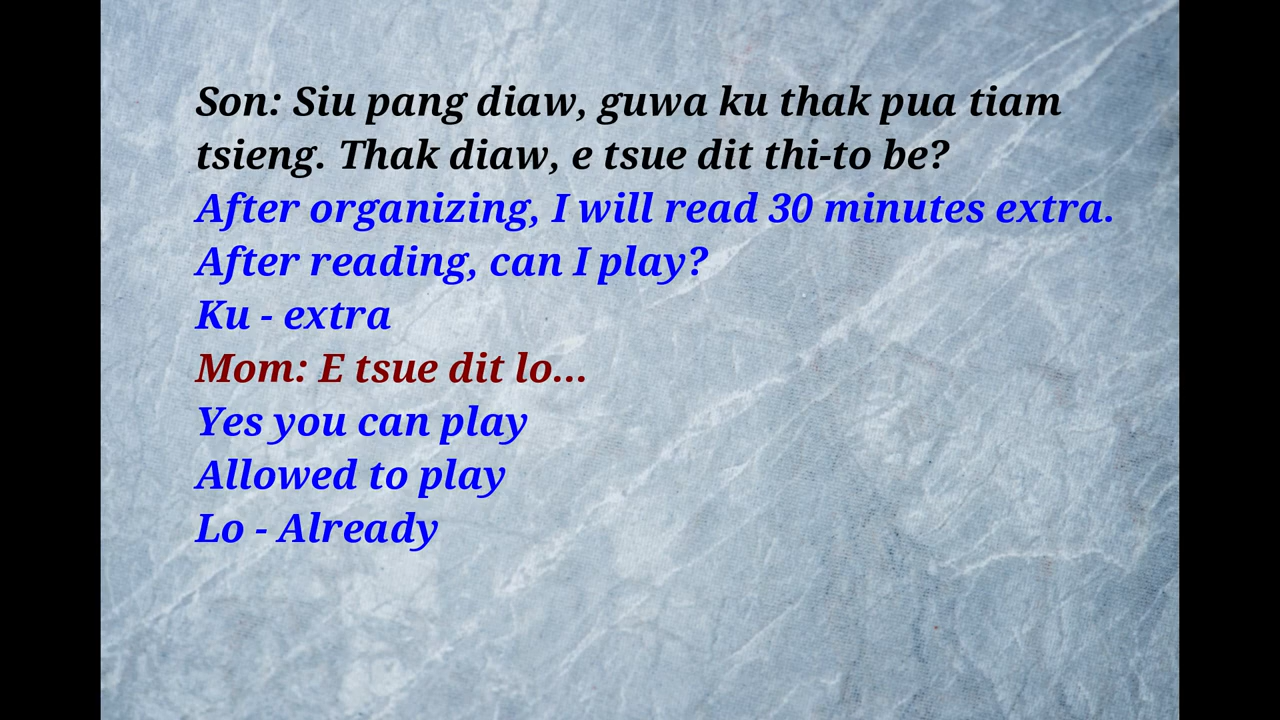 Son: Siu pang diaw, guwa ku thak pua tiam
tsieng. Thak diaw, e tsue dit thi-to be?
After organizing, I will read 30 minutes extra.
After reading, can I play?
Ku - extra
Mom: E tsue dit lo...
Yes you can play
Allowed to play
Lo - Already